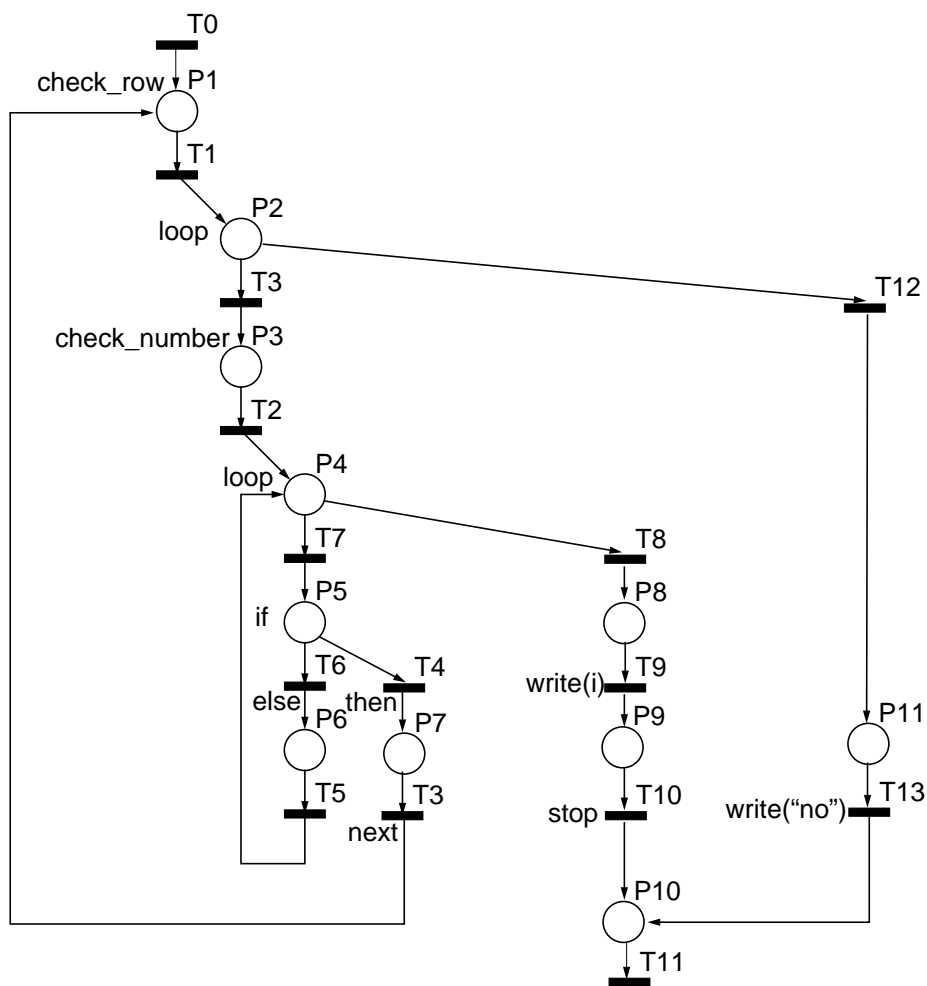 T0
check_row
P1
T1
P2
loop
T3
T12
P3
check_number
T2
P4
loop
T7
T8
P5
P8
if
T6
T4
T9
write(i)
else
then
P6
P7
P9
P11
T5
T3
T10
T13
stop
write(“no”)
next
P10
T11